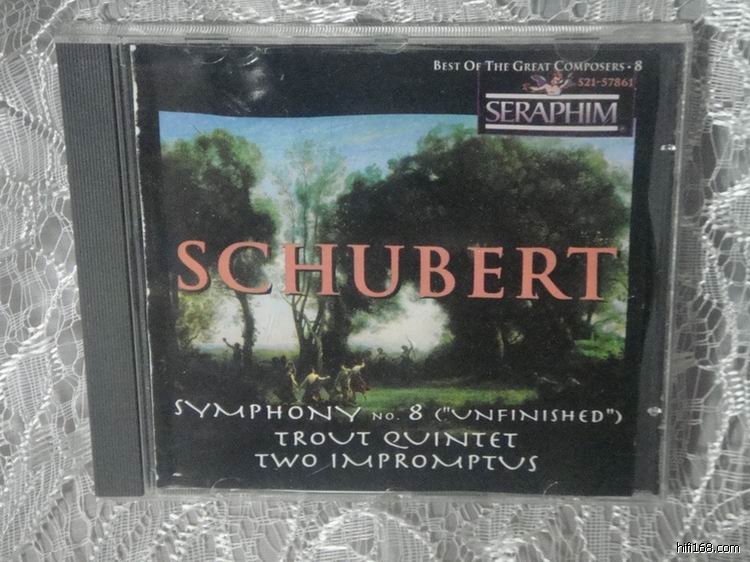 BEST OF THE GREAT COMPOSERS • 8
S21-57861
SERAPHIM
SCHUBERT
SYMPHONY NO. 8 ("UNFINISHED")
TROUT QUINTET
TWO IMPROMPTUS
hifi168.com